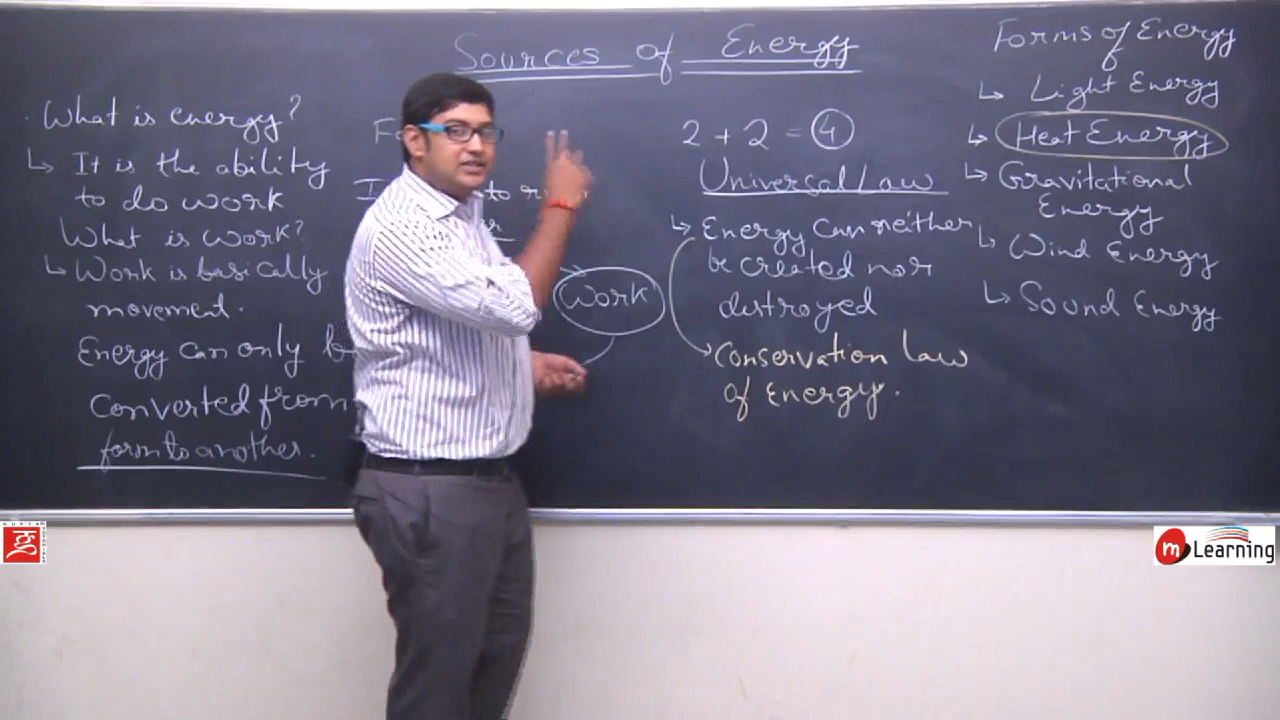 Sources of Energy
What is energy?
↳ It is the ability
to do work
What is work?
↳ Work is basically
movement.
Energy can only
Converted from
form to another.
to
Work
2 + 2 = 4
Universal Law
↳ Energy can neither
be created nor
destroyed
Conservation law
of energy.
Forms of Energy
↳ Light Energy
↳ Heat Energy
↳ Gravitational
Energy
↳ Wind Energy
↳ Sound Energy
m Learning